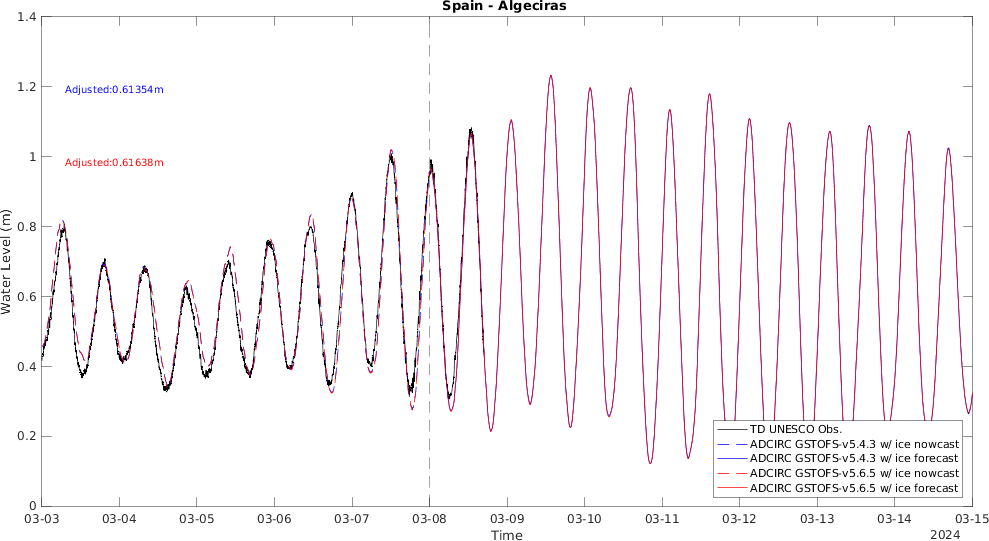 Spain - Algeciras
1.4
1.2
1
0.8
0.6
0.4
0.2
0
Water Level (m)
Adjusted:0.61354m
Adjusted:0.61638m
TD UNESCO Obs.
ADCIRC GSTOFS-v5.4.3 w/ ice nowcast
ADCIRC GSTOFS-v5.4.3 w/ ice forecast
ADCIRC GSTOFS-v5.6.5 w/ ice nowcast
ADCIRC GSTOFS-v5.6.5 w/ ice forecast
03-03 03-04 03-05 03-06 03-07 03-08 03-09 03-10 03-11 03-12 03-13 03-14 03-15
Time
2024